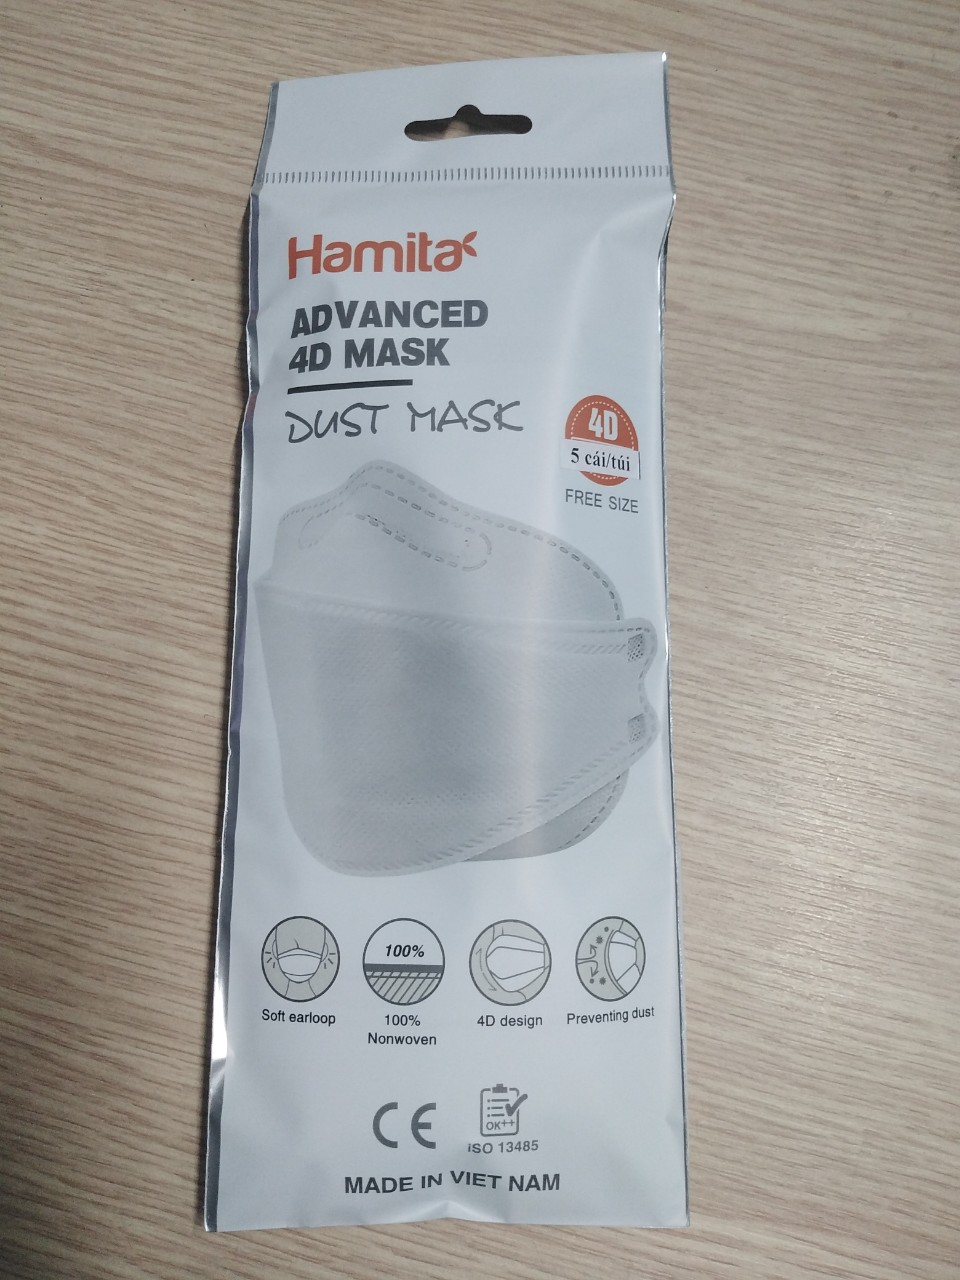 Hamita
ADVANCED
4D MASK
DUST MASK
4D
5 cái/túi
FREE SIZE
100%
Soft earloop
100%
Nonwoven
4D design
Preventing dust
CE
OK++
ISO 13485
MADE IN VIET NAM